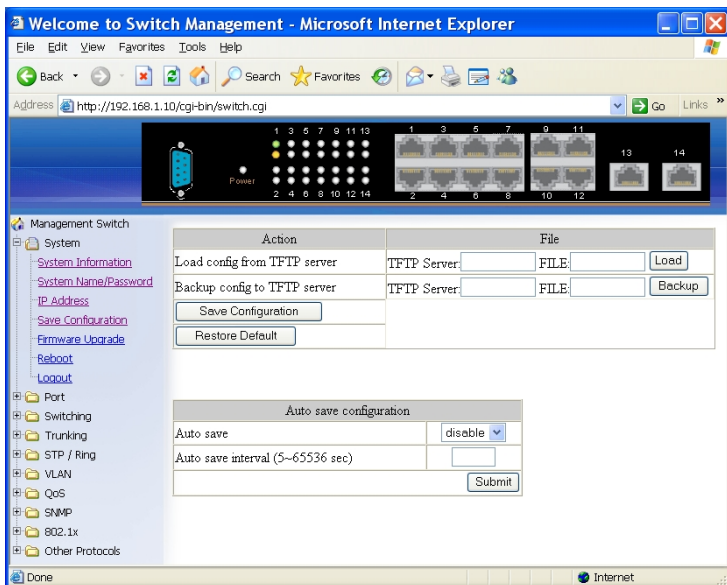 Welcome to Switch Management - Microsoft Internet Explorer
File Edit View Favorites Tools Help
Back Search Favorites
Address http://192.168.1.10/cgi-bin/switch.cgi Go Links »
1 3 5 7 9 11 13
1 3 5 7 9 11
13 14
Power
2 4 6 8 10 12 14
2 4 6 8 10 12
Management Switch
System
System Information
System Name/Password
IP Address
Save Configuration
Firmware Upgrade
Reboot
Logout
Port
Switching
Trunking
STP / Ring
VLAN
QoS
SNMP
802.1x
Other Protocols
Action File
Load config from TFTP server TFTP Server: FILE: Load
Backup config to TFTP server TFTP Server: FILE: Backup
Save Configuration
Restore Default
Auto save configuration
Auto save disable
Auto save interval (5~65536 sec)
Submit
Done Internet